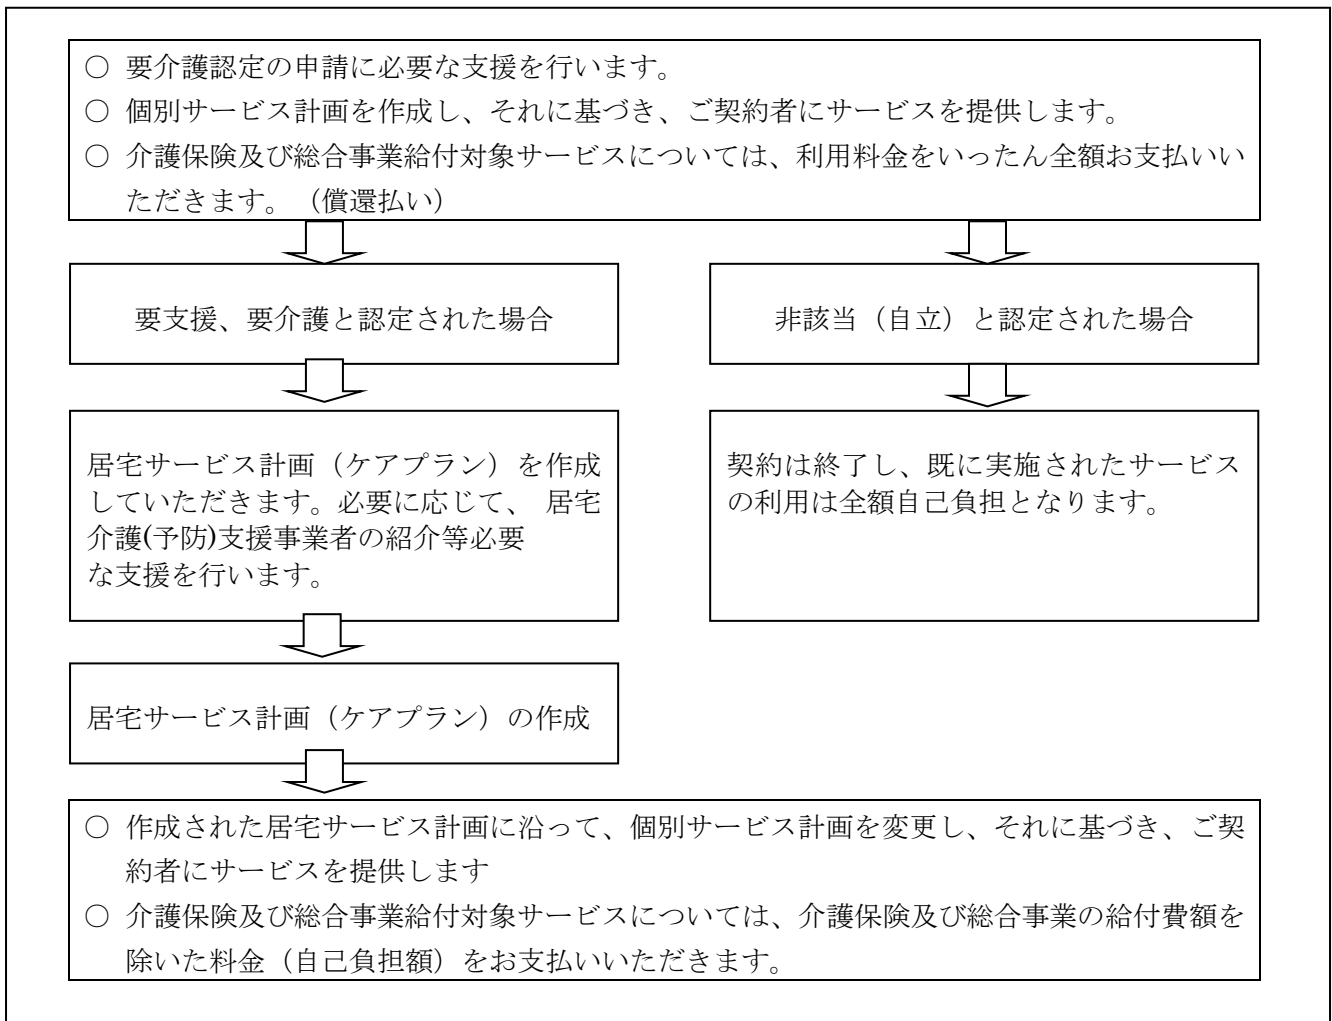 ○ 要介護認定の申請に必要な支援を行います。
○ 個別サービス計画を作成し、それに基づき、ご契約者にサービスを提供します。
○ 介護保険及び総合事業給付対象サービスについては、利用料金をいったん全額お支払いい
ただきます。（償還払い）
要支援、要介護と認定された場合
非該当（自立）と認定された場合
居宅サービス計画（ケアプラン）を作成
していただきます。必要に応じて、 居宅
介護(予防)支援事業者の紹介等必要
な支援を行います。
契約は終了し、既に実施されたサービス
の利用は全額自己負担となります。
居宅サービス計画（ケアプラン）の作成
○ 作成された居宅サービス計画に沿って、個別サービス計画を変更し、それに基づき、ご契
約者にサービスを提供します
○ 介護保険及び総合事業給付対象サービスについては、介護保険及び総合事業の給付費額を
除いた料金（自己負担額）をお支払いいただきます。